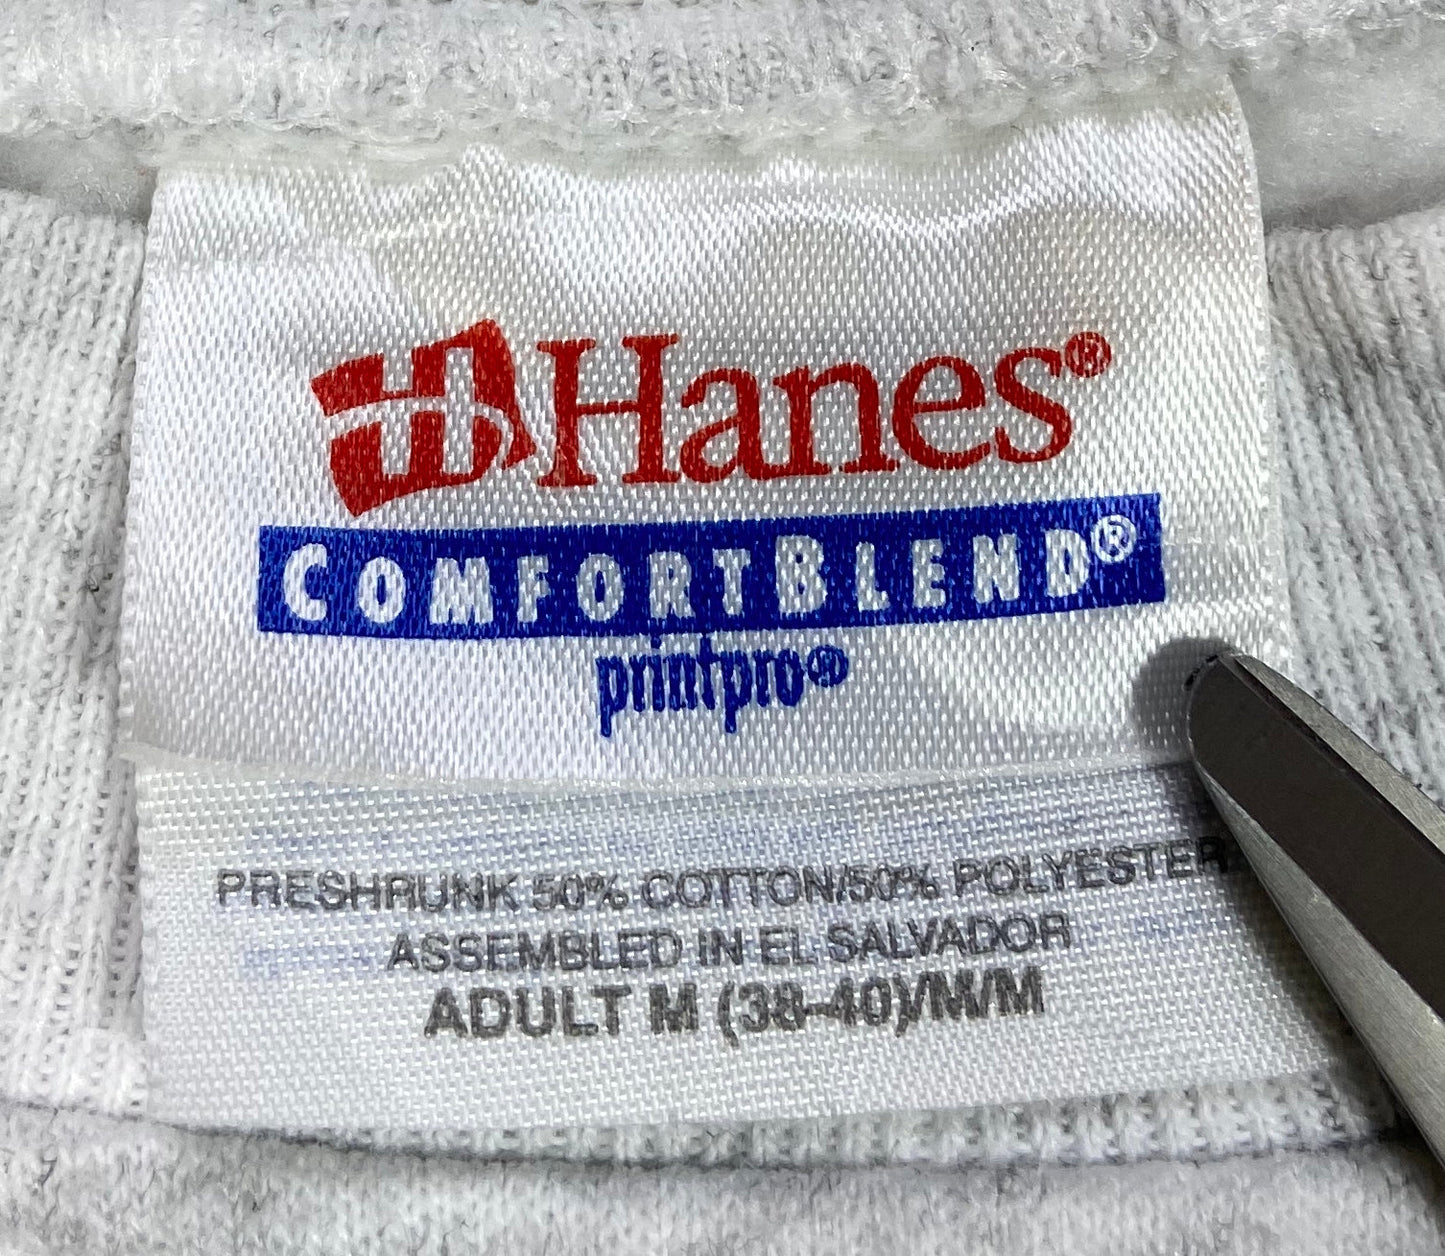 Hanes®
COMFORTBLEND®
printpro®
PRESHRUNK 50% COTTON/50% POLYESTER
ASSEMBLED IN EL SALVADOR
ADULT M (38-40)/M/M